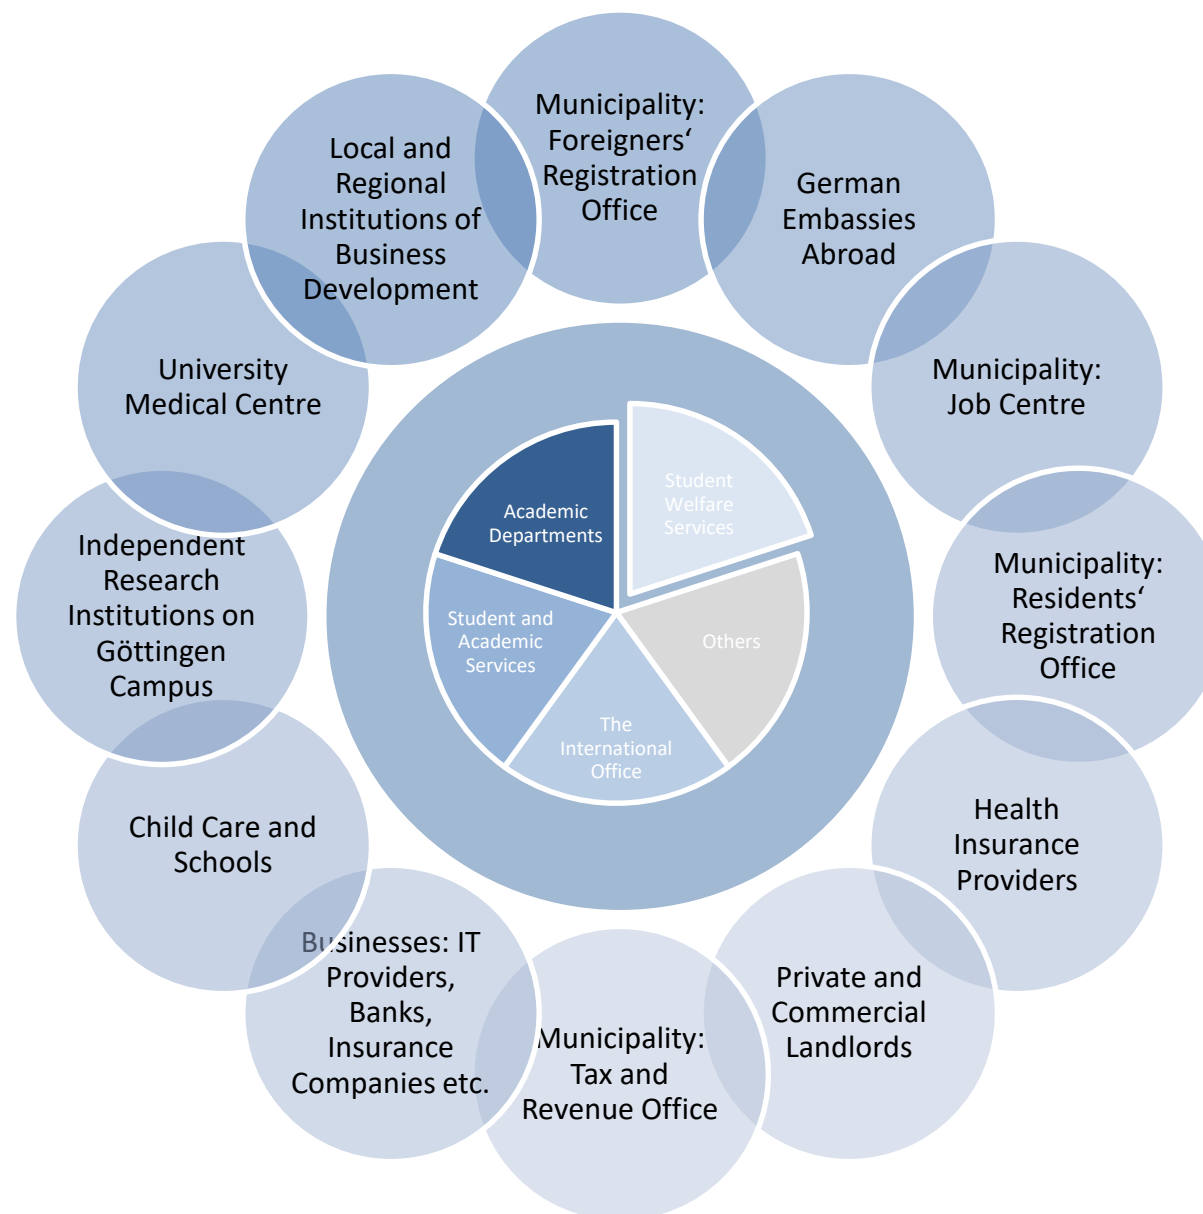 Municipality:
Foreigners‘
Registration
Office
German
Embassies
Abroad
Municipality:
Job Centre
Municipality:
Residents‘
Registration
Office
Health
Insurance
Providers
Private and
Commercial
Landlords
Municipality:
Tax and
Revenue Office
Businesses: IT
Providers,
Banks,
Insurance
Companies etc.
Child Care and
Schools
Independent
Research
Institutions on
Göttingen
Campus
University
Medical Centre
Local and
Regional
Institutions of
Business
Development
Student
Welfare
Services
Others
The
International
Office
Student and
Academic
Services
Academic
Departments